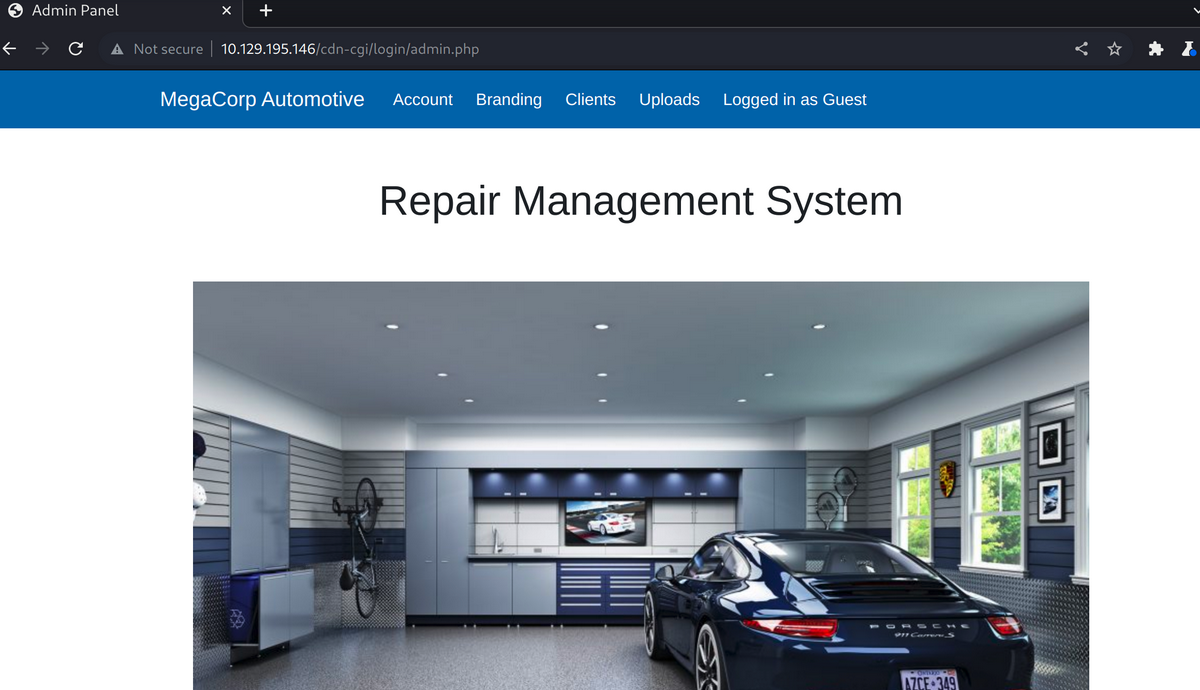 Admin Panel
Not secure 10.129.195.146/cdn-cgi/login/admin.php
MegaCorp Automotive Account Branding Clients Uploads Logged in as Guest
Repair Management System
PORSCHE
911 Carrera S
AZCE·349